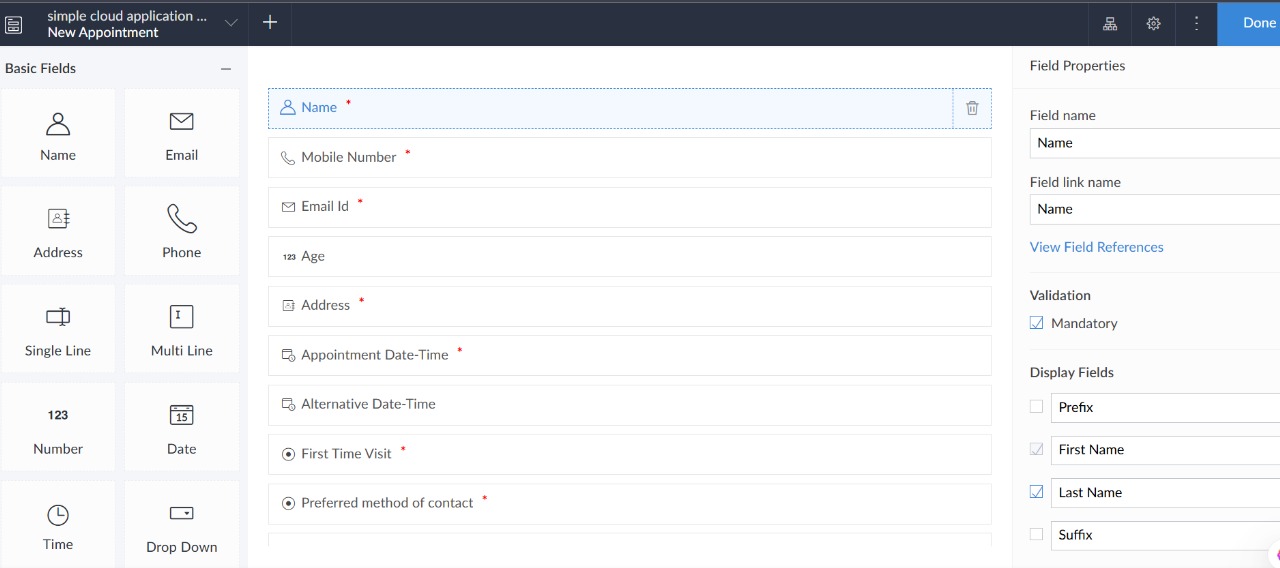 simple cloud application ...
New Appointment
+
Done
Basic Fields
Name
Email
Address
Phone
Single Line
Multi Line
123
Number
15
Date
Time
Drop Down
Name *
Mobile Number *
Email Id *
123 Age
Address *
Appointment Date-Time *
Alternative Date-Time
First Time Visit *
Preferred method of contact *
Field Properties
Field name
Name
Field link name
Name
View Field References
Validation
Mandatory
Display Fields
Prefix
First Name
Last Name
Suffix